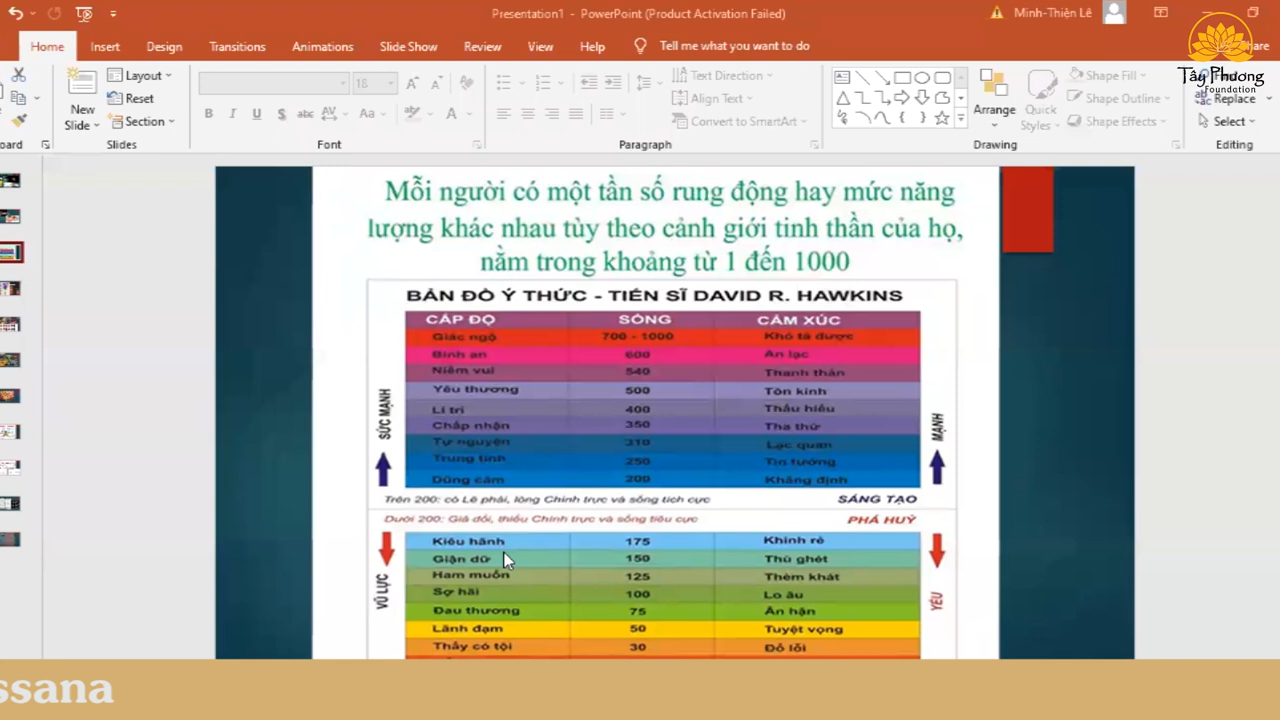 Presentation1 - PowerPoint (Product Activation Failed)
Minh-Thiện Lê
Home Insert Design Transitions Animations Slide Show Review View Help Tell me what you want to do
Share
Tây Phương
Foundation
New
Slide
Layout
Reset
Section
18
Text Direction
Align Text
Convert to SmartArt
Arrange
Quick
Styles
Shape Fill
Shape Outline
Shape Effects
Replace
Select
oard Slides Font Paragraph Drawing Editing
Mỗi người có một tần số rung động hay mức năng
lượng khác nhau tùy theo cảnh giới tinh thần của họ,
nằm trong khoảng từ 1 đến 1000
BẢN ĐỒ Ý THỨC - TIẾN SĨ DAVID R. HAWKINS
CẤP ĐỘ SÓNG CẢM XÚC
Giác ngộ 700 - 1000 Khó tả được
Bình an 600 An lạc
Niềm vui 540 Thanh thản
Yêu thương 500 Tôn kính
Lí trí 400 Thấu hiểu
Chấp nhận 350 Tha thứ
Tự nguyện 310 Lạc quan
Trung tính 250 Tin tưởng
Dũng cảm 200 Khẳng định
SỨC MẠNH
MẠNH
Trên 200: có Lẽ phải, lòng Chính trực và sống tích cực SÁNG TẠO
Dưới 200: Giả dối, thiếu Chính trực và sống tiêu cực PHÁ HUỶ
Kiêu hãnh 175 Khinh rẻ
Giận dữ 150 Thù ghét
Ham muốn 125 Thèm khát
Sợ hãi 100 Lo âu
Đau thương 75 Ân hận
Lãnh đạm 50 Tuyệt vọng
Thấy có tội 30 Đổ lỗi
VŨ LỰC
YẾU
ssana